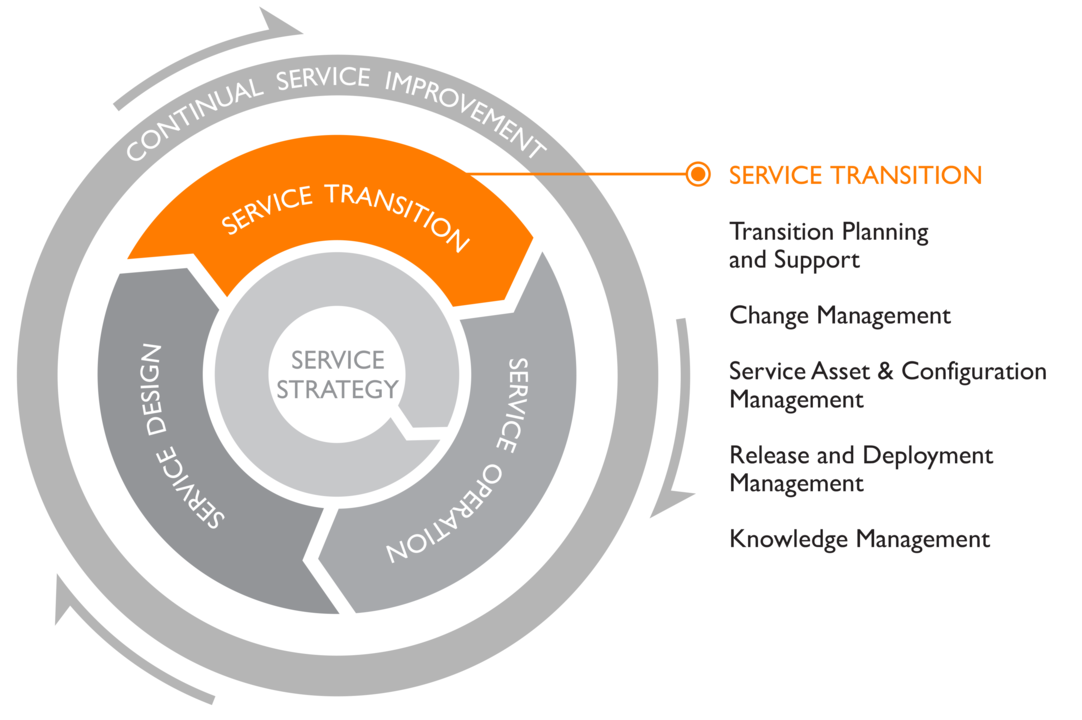 CONTINUAL SERVICE IMPROVEMENT
SERVICE TRANSITION
SERVICE DESIGN
SERVICE OPERATION
SERVICE
STRATEGY
SERVICE TRANSITION
Transition Planning
and Support
Change Management
Service Asset & Configuration
Management
Release and Deployment
Management
Knowledge Management